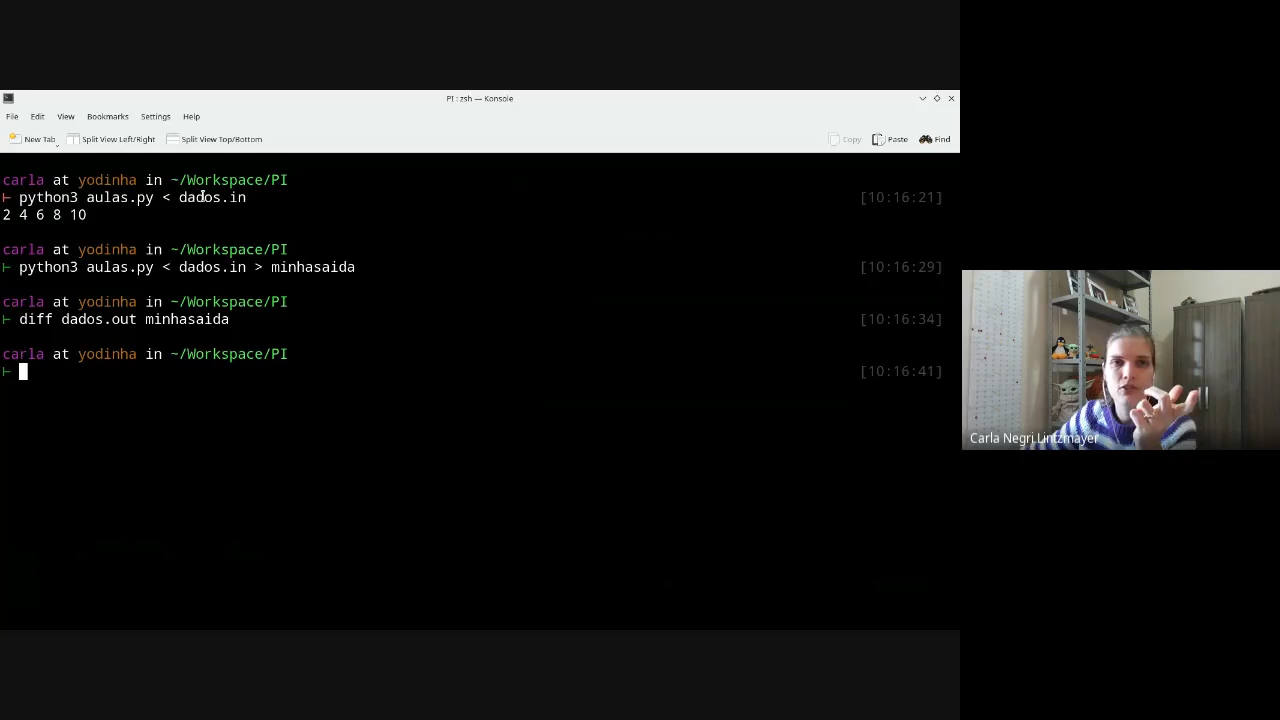 PI : zsh — Konsole
File Edit View Bookmarks Settings Help
New Tab Split View Left/Right Split View Top/Bottom Copy Paste Find
carla at yodinha in ~/Workspace/PI
⊢ python3 aulas.py < dados.in [10:16:21]
2 4 6 8 10
carla at yodinha in ~/Workspace/PI
⊢ python3 aulas.py < dados.in > minhasaida [10:16:29]
carla at yodinha in ~/Workspace/PI
⊢ diff dados.out minhasaida [10:16:34]
carla at yodinha in ~/Workspace/PI
⊢ [10:16:41]
Carla Negri Lintzmayer